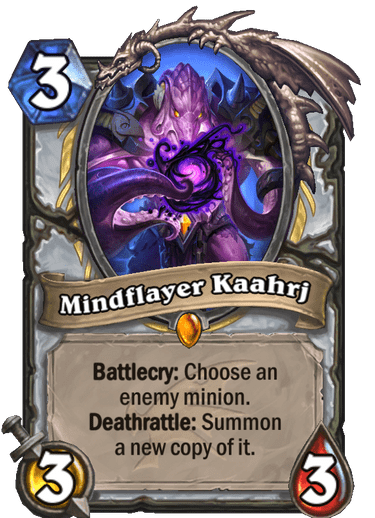 3
Mindflayer Kaahrj
Battlecry: Choose an
enemy minion.
Deathrattle: Summon
a new copy of it.
3
3